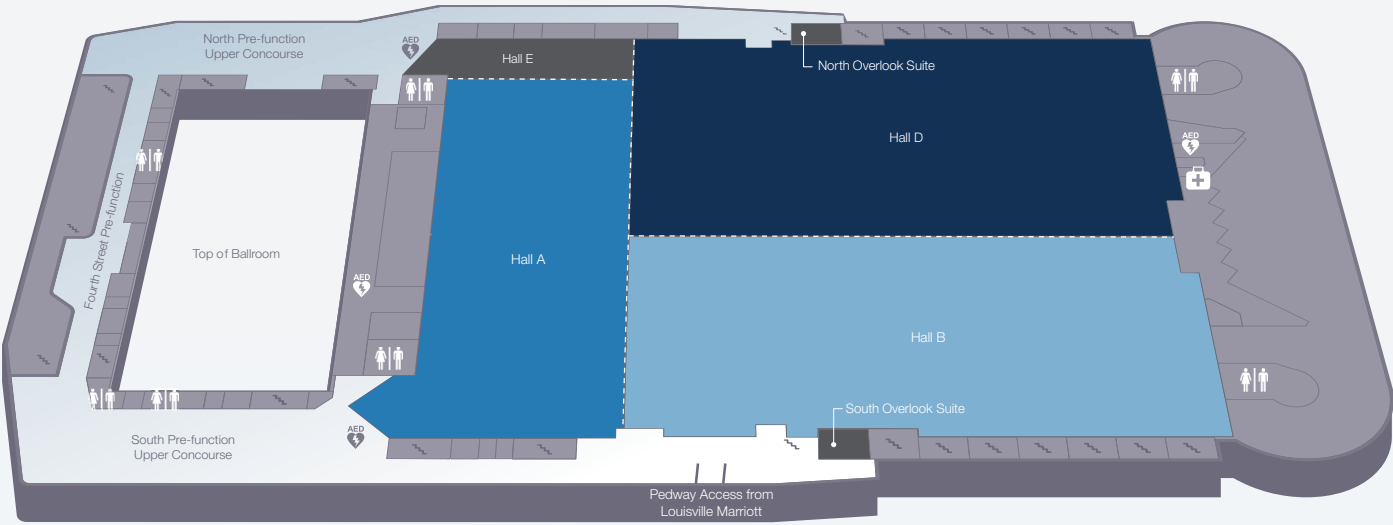 North Pre-function
Upper Concourse
AED
Hall E
North Overlook Suite
Hall D
AED
Fourth Street Pre-function
Top of Ballroom
Hall A
AED
Hall B
South Overlook Suite
South Pre-function
Upper Concourse
AED
Pedway Access from
Louisville Marriott